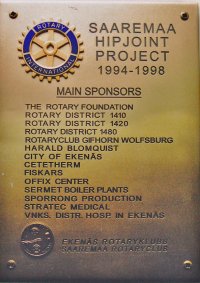 ROTARY
INTERNATIONAL
SAAREMAA
HIPJOINT
PROJECT
1994-1998
MAIN SPONSORS
THE ROTARY FOUNDATION
ROTARY DISTRICT 1410
ROTARY DISTRICT 1420
ROTARY DISTRICT 1480
ROTARYCLUB GIFHORN WOLFSBURG
HARALD BLOMQUIST
CITY OF EKENÄS
CETETHERM
FISKARS
OFFIX CENTER
SERMET BOILER PLANTS
SPORRONG PRODUCTION
STRATEC MEDICAL
VNKS. DISTR. HOSP. IN EKENÄS
EKENÄS ROTARYKLUBB
SAAREMAA ROTARYCLUB